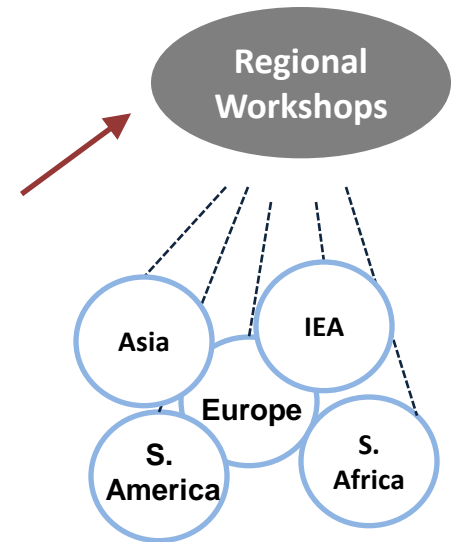 Regional
Workshops
Asia
IEA
Europe
S.
America
S.
Africa